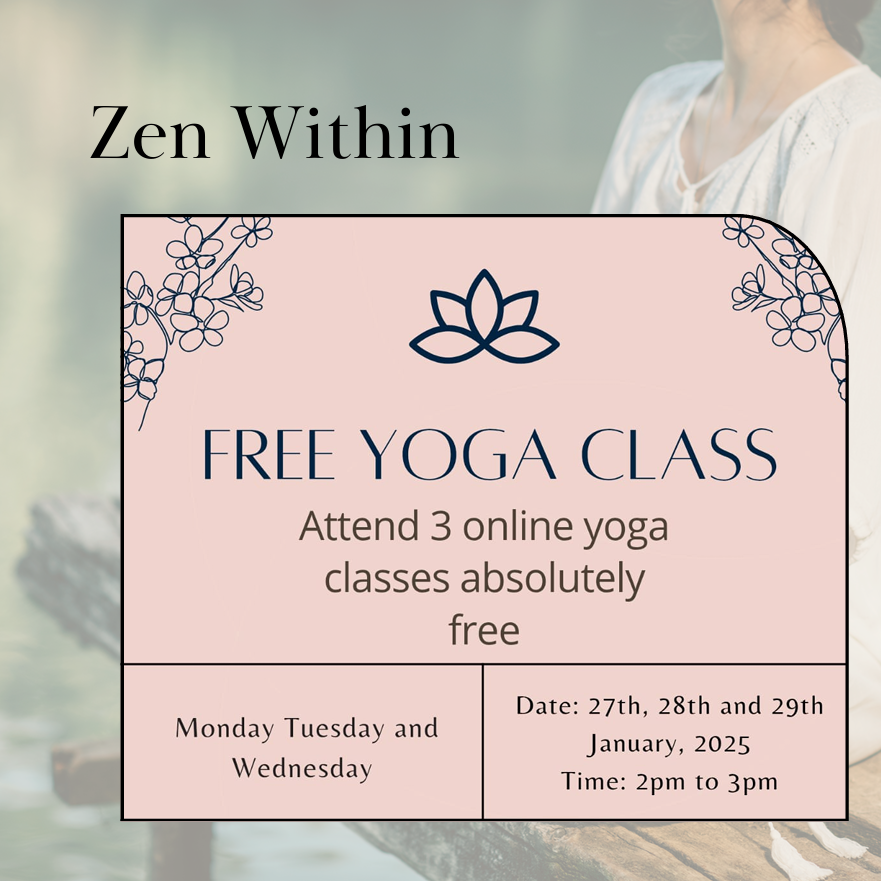 Zen Within
FREE YOGA CLASS
Attend 3 online yoga
classes absolutely
free
Monday Tuesday and
Wednesday
Date: 27th, 28th and 29th
January, 2025
Time: 2pm to 3pm